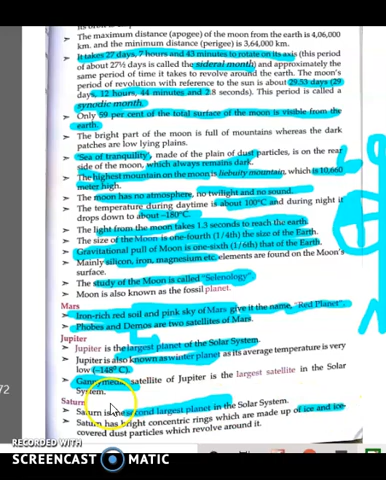 ➤ The maximum distance (apogee) of the moon from the earth is 4,06,000
km. and the minimum distance (perigee) is 3,64,000 km.
➤ It takes 27 days, 7 hours and 43 minutes to rotate on its axis (this period
of about 27½ days is called the sideral month) and approximately the
same period of time it takes to revolve around the earth. The moon's
period of revolution with reference to the sun is about 29.53 days (29
days, 12 hours, 44 minutes and 2.8 seconds). This period is called a
synodic month.
➤ Only 59 per cent of the total surface of the moon is visible from the
earth.
➤ The bright part of the moon is full of mountains whereas the dark
patches are low lying plains.
➤ 'Sea of tranquility', made of the plain of dust particles, is on the rear
side of the moon, which always remains dark.
➤ The highest mountain on the moon is liebuity mountain, which is 10,660
meter high.
➤ The moon has no atmosphere, no twilight and no sound.
➤ The temperature during daytime is about 100°C and during night it
drops down to about -180°C.
➤ The light from the moon takes 1.3 seconds to reach the earth.
➤ The size of the Moon is one-fourth (1/4th) the size of the Earth.
➤ Gravitational pull of Moon is one-sixth (1/6th) that of the Earth.
➤ Mainly silicon, iron, magnesium etc. elements are found on the Moon's
surface.
➤ The study of the Moon is called "Selenology"
➤ Moon is also known as the fossil planet.
Mars
➤ Iron-rich red soil and pink sky of Mars give it the name, "Red Planet".
➤ Phobes and Demos are two satellites of Mars.
Jupiter
➤ Jupiter is the largest planet of the Solar System.
➤ Jupiter is also known as winter planet as its average temperature is very
low (-148° C).
➤ Gannymede, satellite of Jupiter is the largest satellite in the Solar
System.
Saturn
➤ Saturn is the second largest planet in the Solar System.
➤ Saturn has bright concentric rings which are made up of ice and ice-
covered dust particles which revolve around it.
72
RECORDED WITH
SCREENCAST MATIC